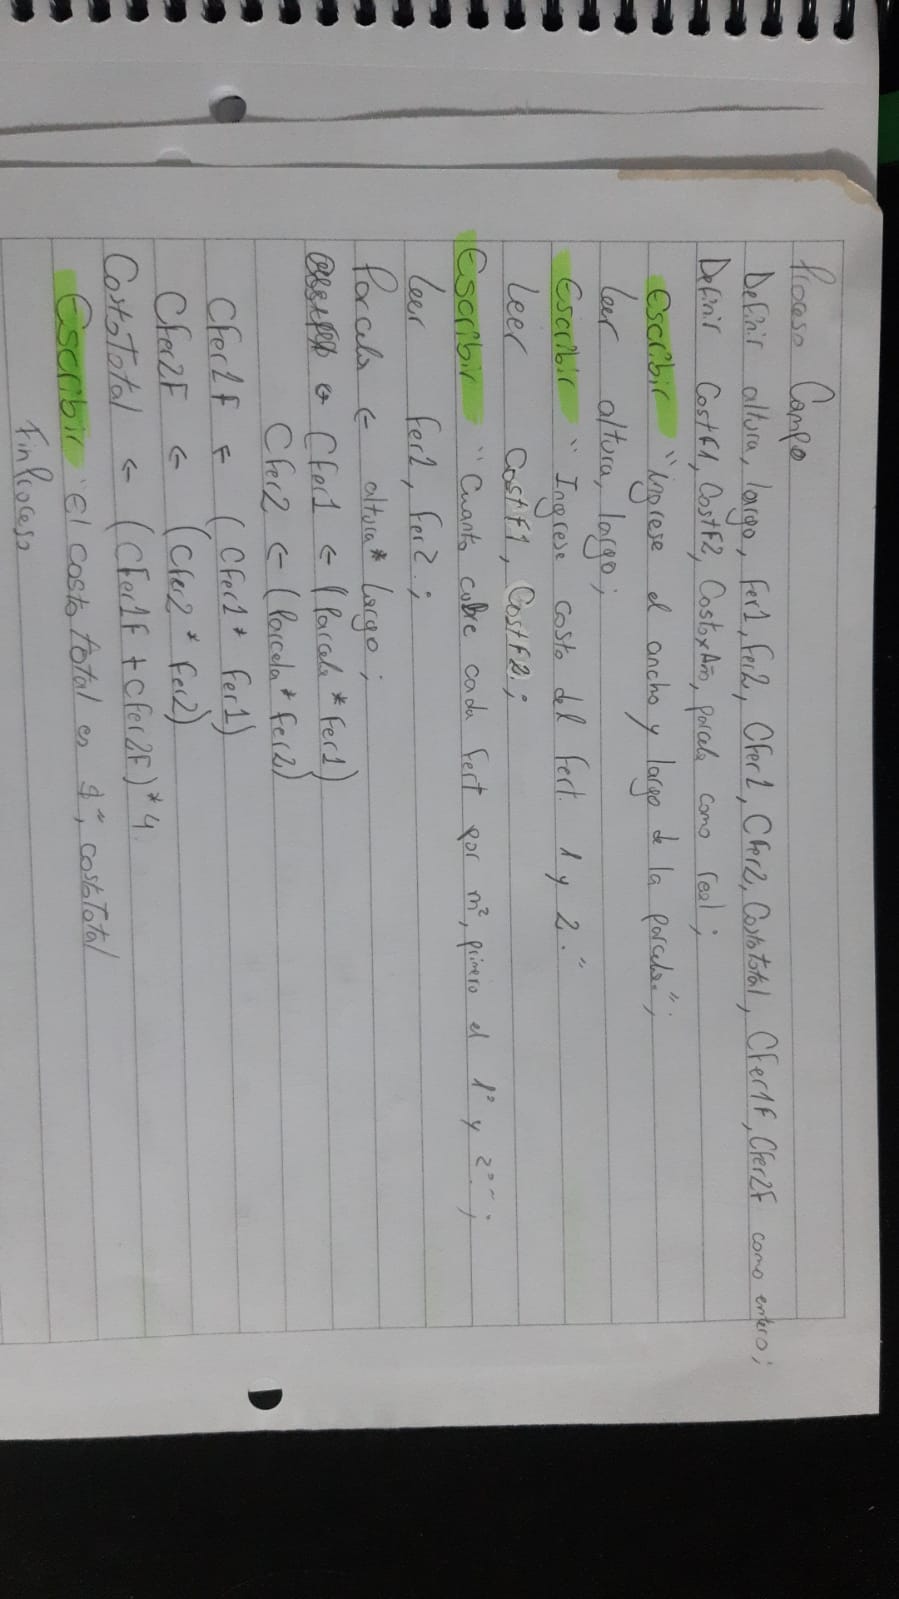 Proceso Campo
Definir altura, largo, fer1, fer2, Cfer1, Cfer2, Costototal, Cfer1F, Cfer2F como entero;
Definir CostF1, CostF2, CostoxAño, parcela como real;
Escribir "Ingrese el ancho y largo de la parcela.";
leer altura, largo;
Escribir "Ingrese costo del fert. 1 y 2."
leer CostF1, CostF2;
Escribir "Cuanto cubre cada fert por m², primero el 1° y 2°";
leer fer1, fer2;
Parcela ← altura * largo;
Cfer1 ← (Parcela * fer1)
Cfer2 ← (Parcela * fer2)
Cfer1F ← (Cfer1 * fer1)
Cfer2F ← (Cfer2 * fer2)
CostoTotal ← (Cfer1F + Cfer2F) * 4
Escribir "El costo total es $", costoTotal
FinProceso